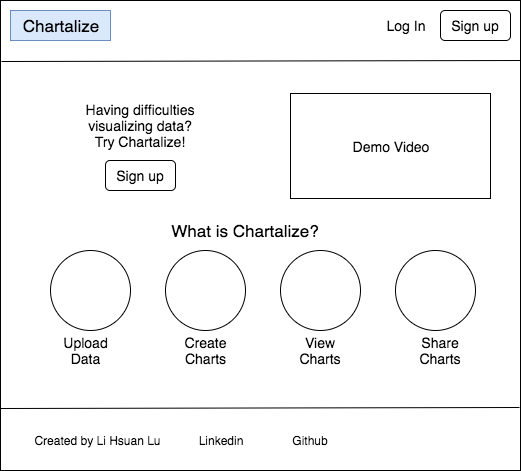 Chartalize
Log In
Sign up
Having difficulties
visualizing data?
Try Chartalize!
Sign up
Demo Video
What is Chartalize?
Upload
Data
Create
Charts
View
Charts
Share
Charts
Created by Li Hsuan Lu
Linkedin
Github